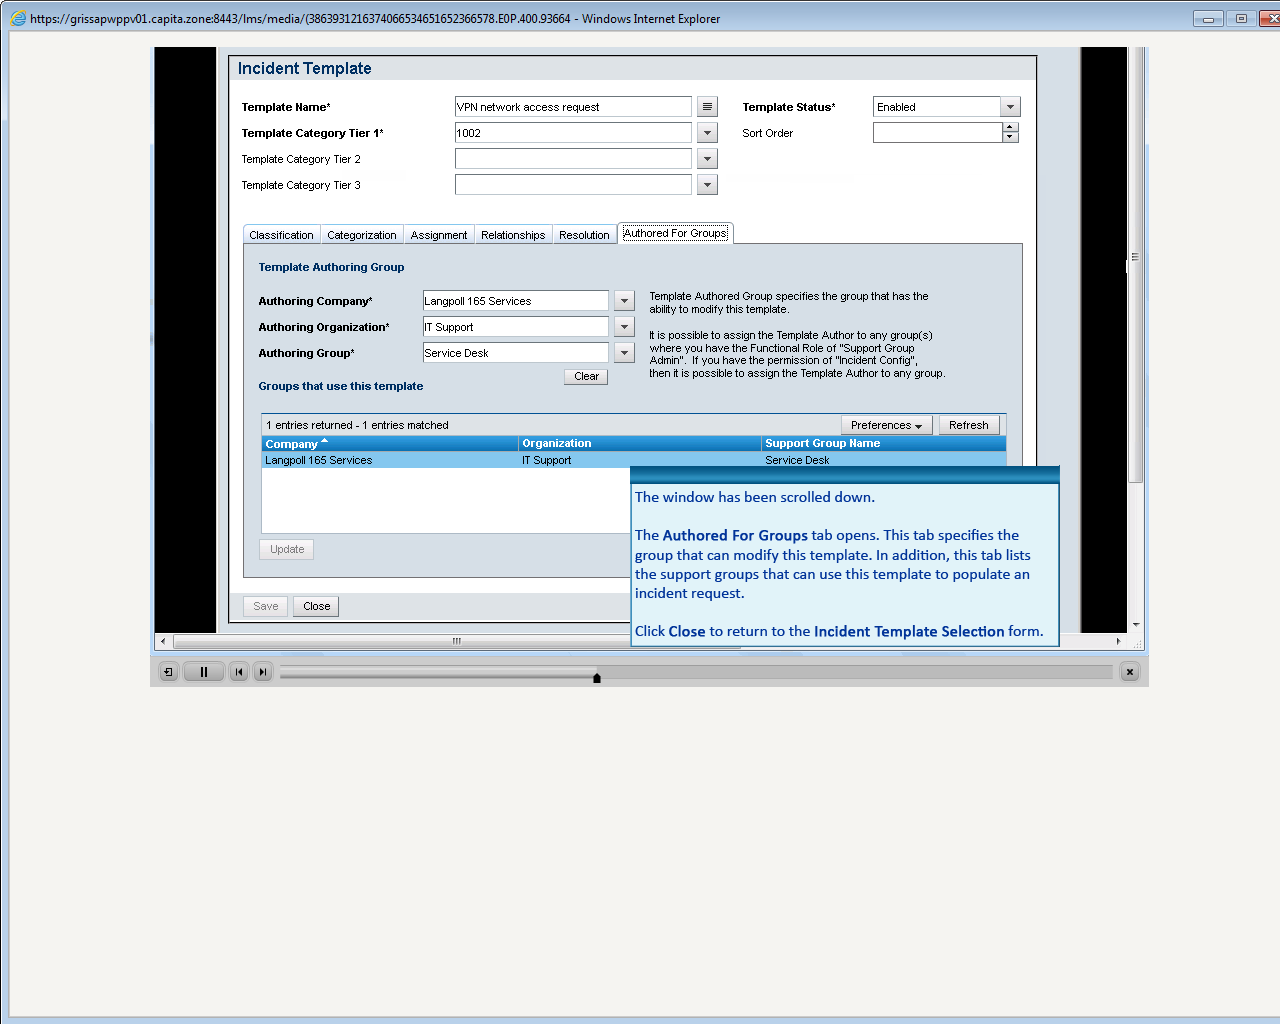 https://grissapwppv01.capita.zone:8443/lms/media/(3863931216374066534651652366578.E0P.400.93664 - Windows Internet Explorer
Incident Template
Template Name* VPN network access request Template Status* Enabled
Template Category Tier 1* 1002 Sort Order
Template Category Tier 2
Template Category Tier 3
Classification Categorization Assignment Relationships Resolution Authored For Groups
Template Authoring Group
Authoring Company* Langpoll 165 Services
Authoring Organization* IT Support
Authoring Group* Service Desk
Clear
Template Authored Group specifies the group that has the
ability to modify this template.
It is possible to assign the Template Author to any group(s)
where you have the Functional Role of "Support Group
Admin". If you have the permission of "Incident Config",
then it is possible to assign the Template Author to any group.
Groups that use this template
1 entries returned - 1 entries matched Preferences Refresh
Company Organization Support Group Name
Langpoll 165 Services IT Support Service Desk
Update
Save Close
The window has been scrolled down.
The Authored For Groups tab opens. This tab specifies the
group that can modify this template. In addition, this tab lists
the support groups that can use this template to populate an
incident request.
Click Close to return to the Incident Template Selection form.